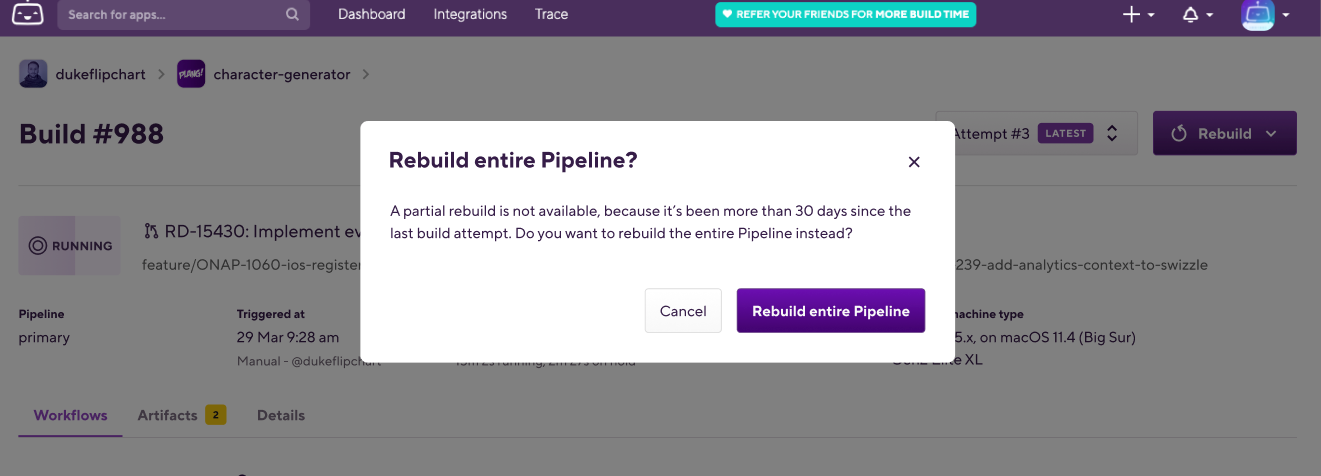 Search for apps...
Dashboard
Integrations
Trace
REFER YOUR FRIENDS FOR MORE BUILD TIME
dukeflipchart
PLANG!
character-generator
Build #988
Attempt #3
LATEST
Rebuild
Rebuild entire Pipeline?
A partial rebuild is not available, because it's been more than 30 days since the
last build attempt. Do you want to rebuild the entire Pipeline instead?
Cancel
Rebuild entire Pipeline
RUNNING
RD-15430: Implement ev
feature/ONAP-1060-ios-register
239-add-analytics-context-to-swizzle
Pipeline
primary
Triggered at
29 Mar 9:28 am
Manual - @dukeflipchart
achine type
5.x, on macOS 11.4 (Big Sur)
Elite XL
Workflows
Artifacts
2
Details